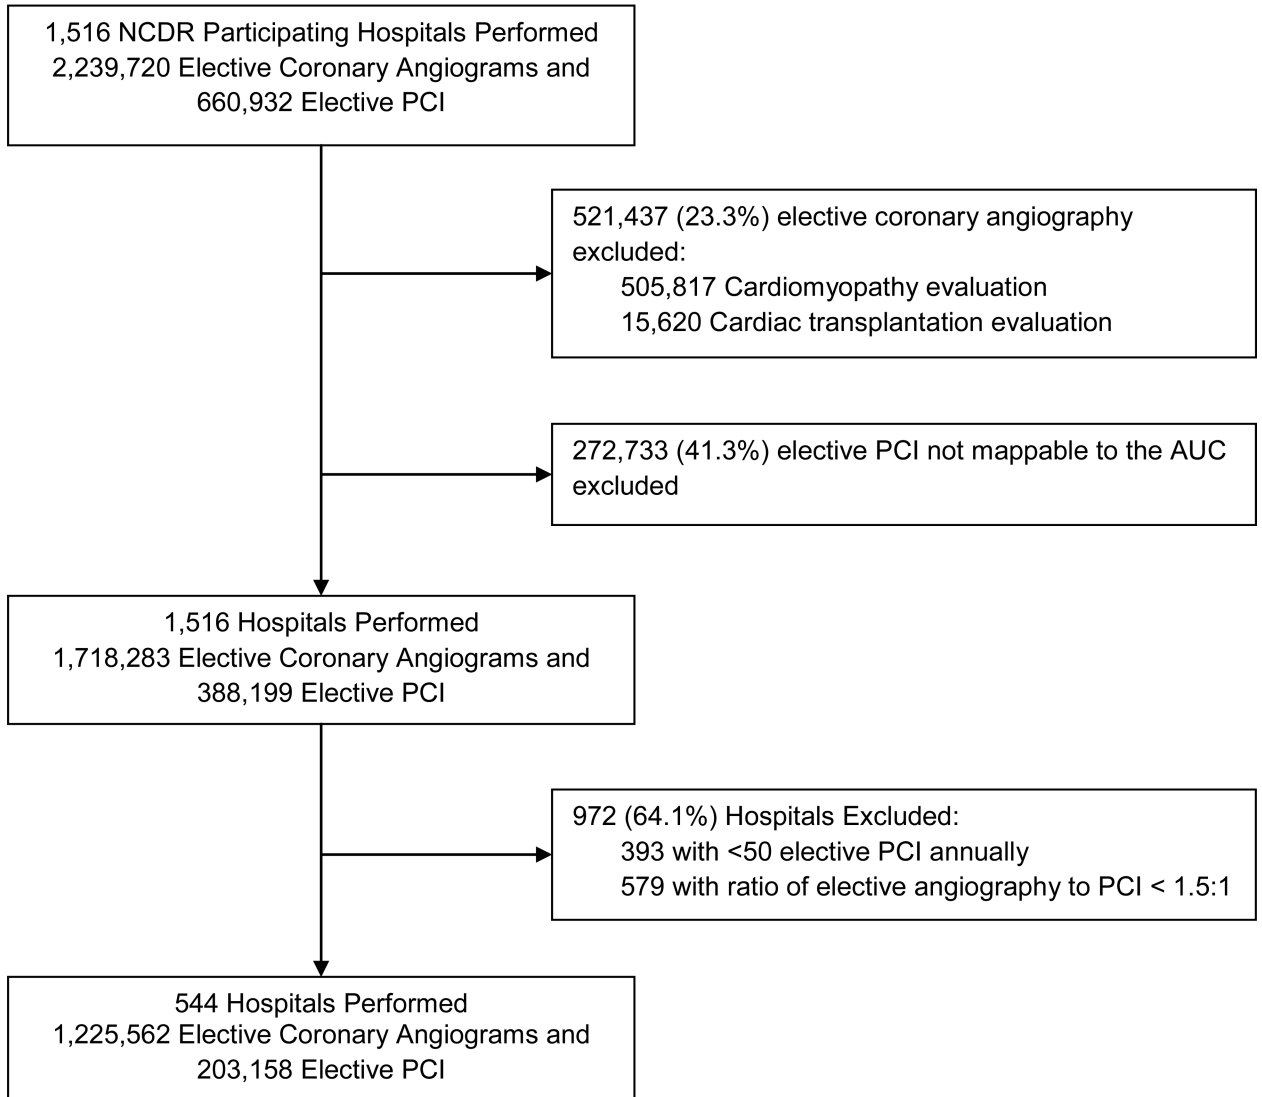 1,516 NCDR Participating Hospitals Performed
2,239,720 Elective Coronary Angiograms and
660,932 Elective PCI
521,437 (23.3%) elective coronary angiography
excluded:
505,817 Cardiomyopathy evaluation
15,620 Cardiac transplantation evaluation
272,733 (41.3%) elective PCI not mappable to the AUC
excluded
1,516 Hospitals Performed
1,718,283 Elective Coronary Angiograms and
388,199 Elective PCI
972 (64.1%) Hospitals Excluded:
393 with <50 elective PCI annually
579 with ratio of elective angiography to PCI < 1.5:1
544 Hospitals Performed
1,225,562 Elective Coronary Angiograms and
203,158 Elective PCI